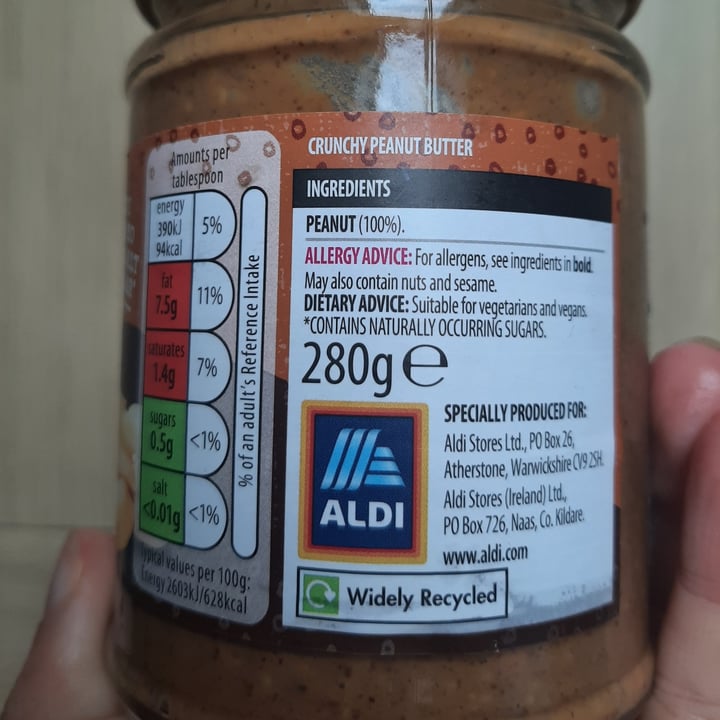 Amounts per
tablespoon
energy
390kJ
94kcal
5%
fat
7.5g
11%
saturates
1.4g
7%
sugars
0.5g
<1%
salt
<0.01g
<1%
% of an adult's Reference Intake
Typical values per 100g:
Energy 2603kJ/628kcal
CRUNCHY PEANUT BUTTER
INGREDIENTS
PEANUT (100%).
ALLERGY ADVICE: For allergens, see ingredients in bold.
May also contain nuts and sesame.
DIETARY ADVICE: Suitable for vegetarians and vegans.
*CONTAINS NATURALLY OCCURRING SUGARS.
280g e
ALDI
SPECIALLY PRODUCED FOR:
Aldi Stores Ltd., PO Box 26,
Atherstone, Warwickshire CV9 2SH.
Aldi Stores (Ireland) Ltd.,
PO Box 726, Naas, Co. Kildare.
www.aldi.com
Widely Recycled